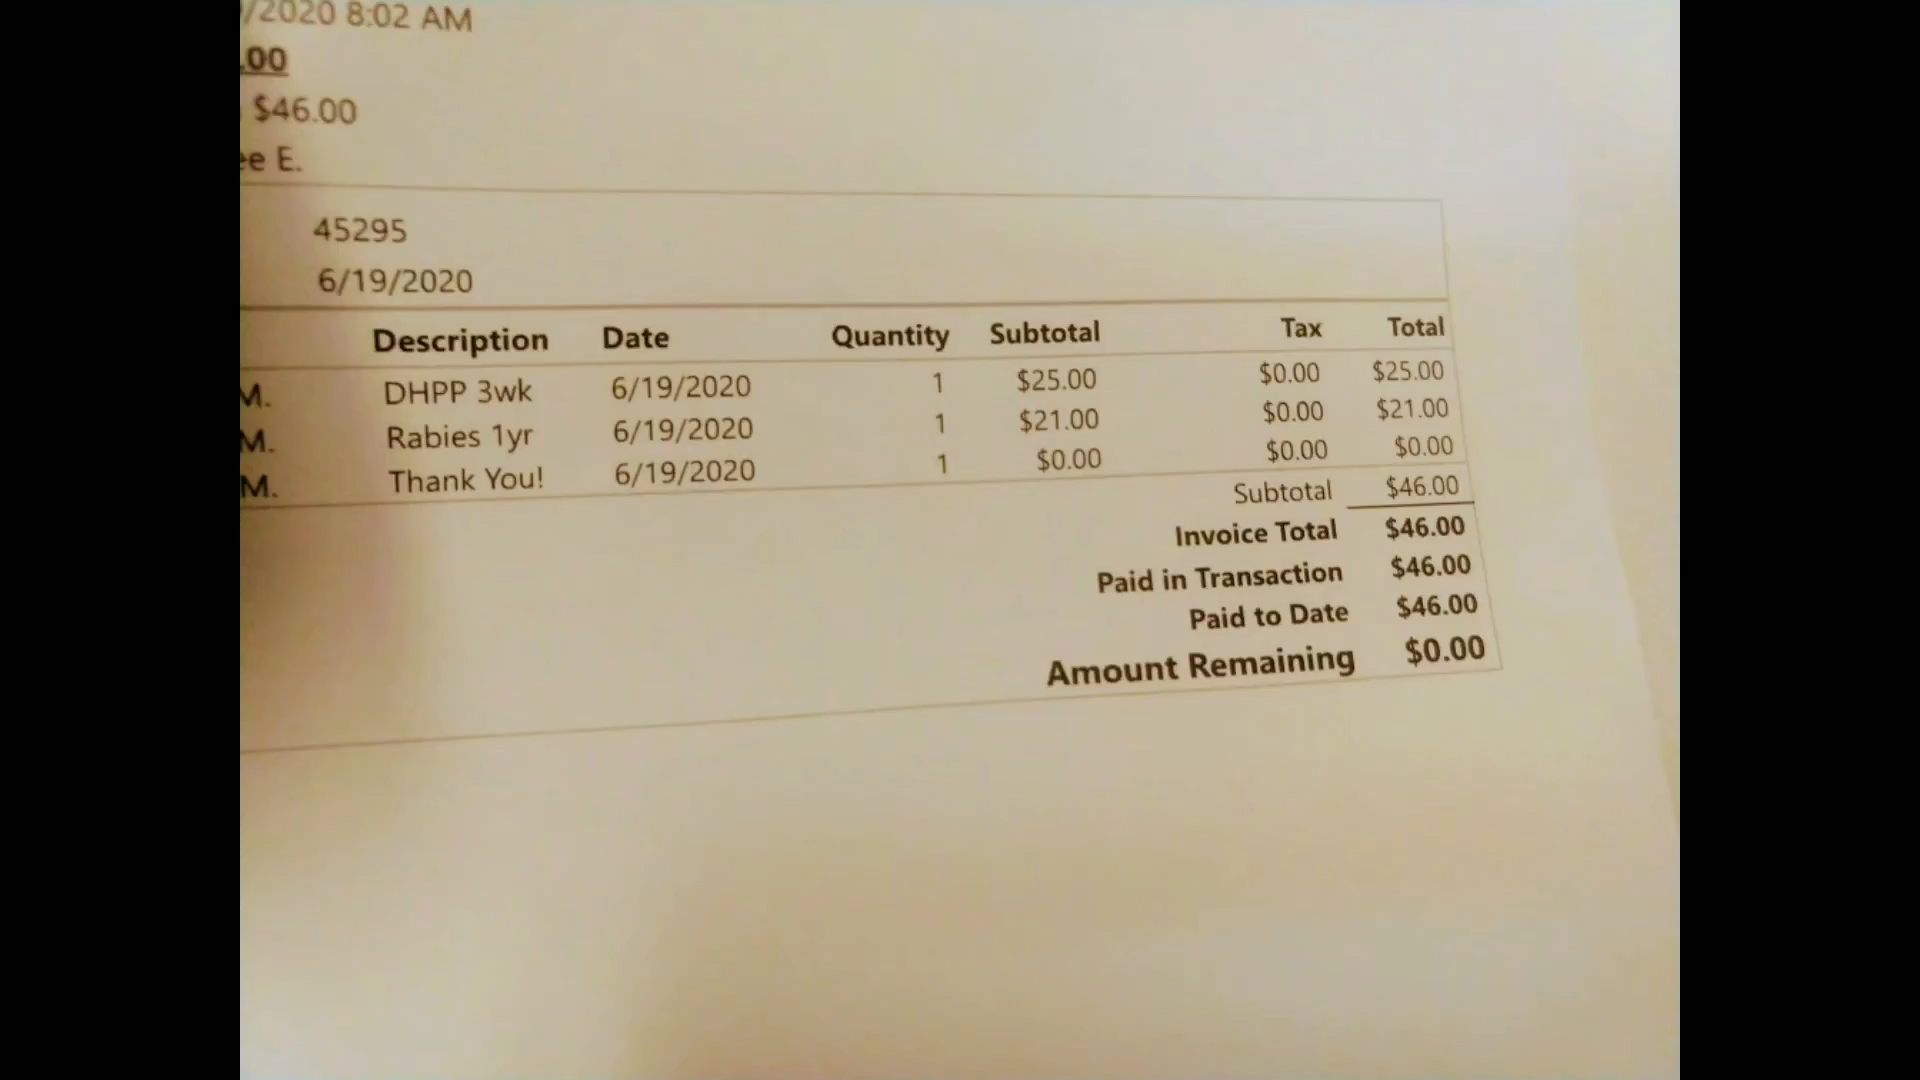 /2020 8:02 AM
.00
$46.00
ee E.
45295
6/19/2020
Description Date Quantity Subtotal Tax Total
M. DHPP 3wk 6/19/2020 1 $25.00 $0.00 $25.00
M. Rabies 1yr 6/19/2020 1 $21.00 $0.00 $21.00
M. Thank You! 6/19/2020 1 $0.00 $0.00 $0.00
Subtotal $46.00
Invoice Total $46.00
Paid in Transaction $46.00
Paid to Date $46.00
Amount Remaining $0.00